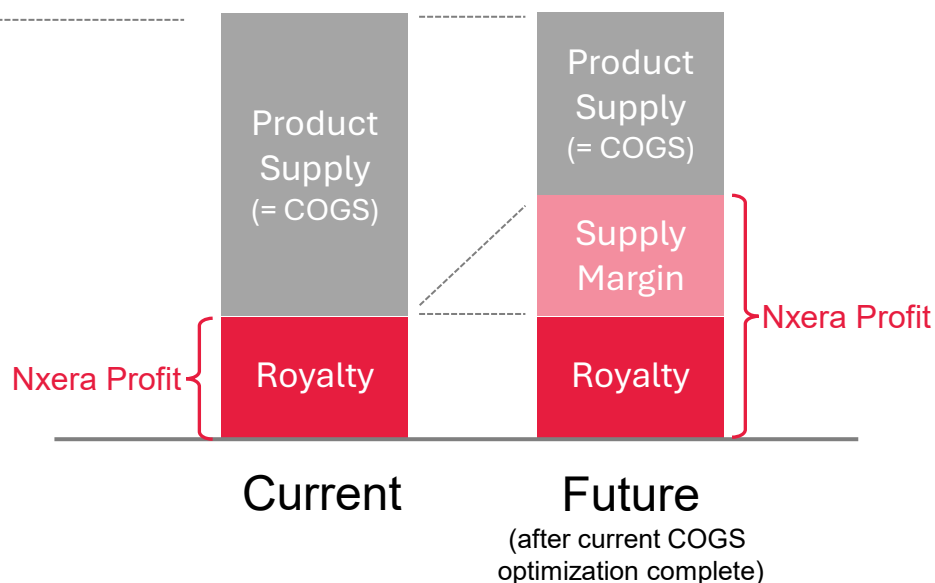 Product
Supply
(= COGS)
Royalty
Nxera Profit
Current
Product
Supply
(= COGS)
Supply
Margin
Royalty
Nxera Profit
Future
(after current COGS
optimization complete)